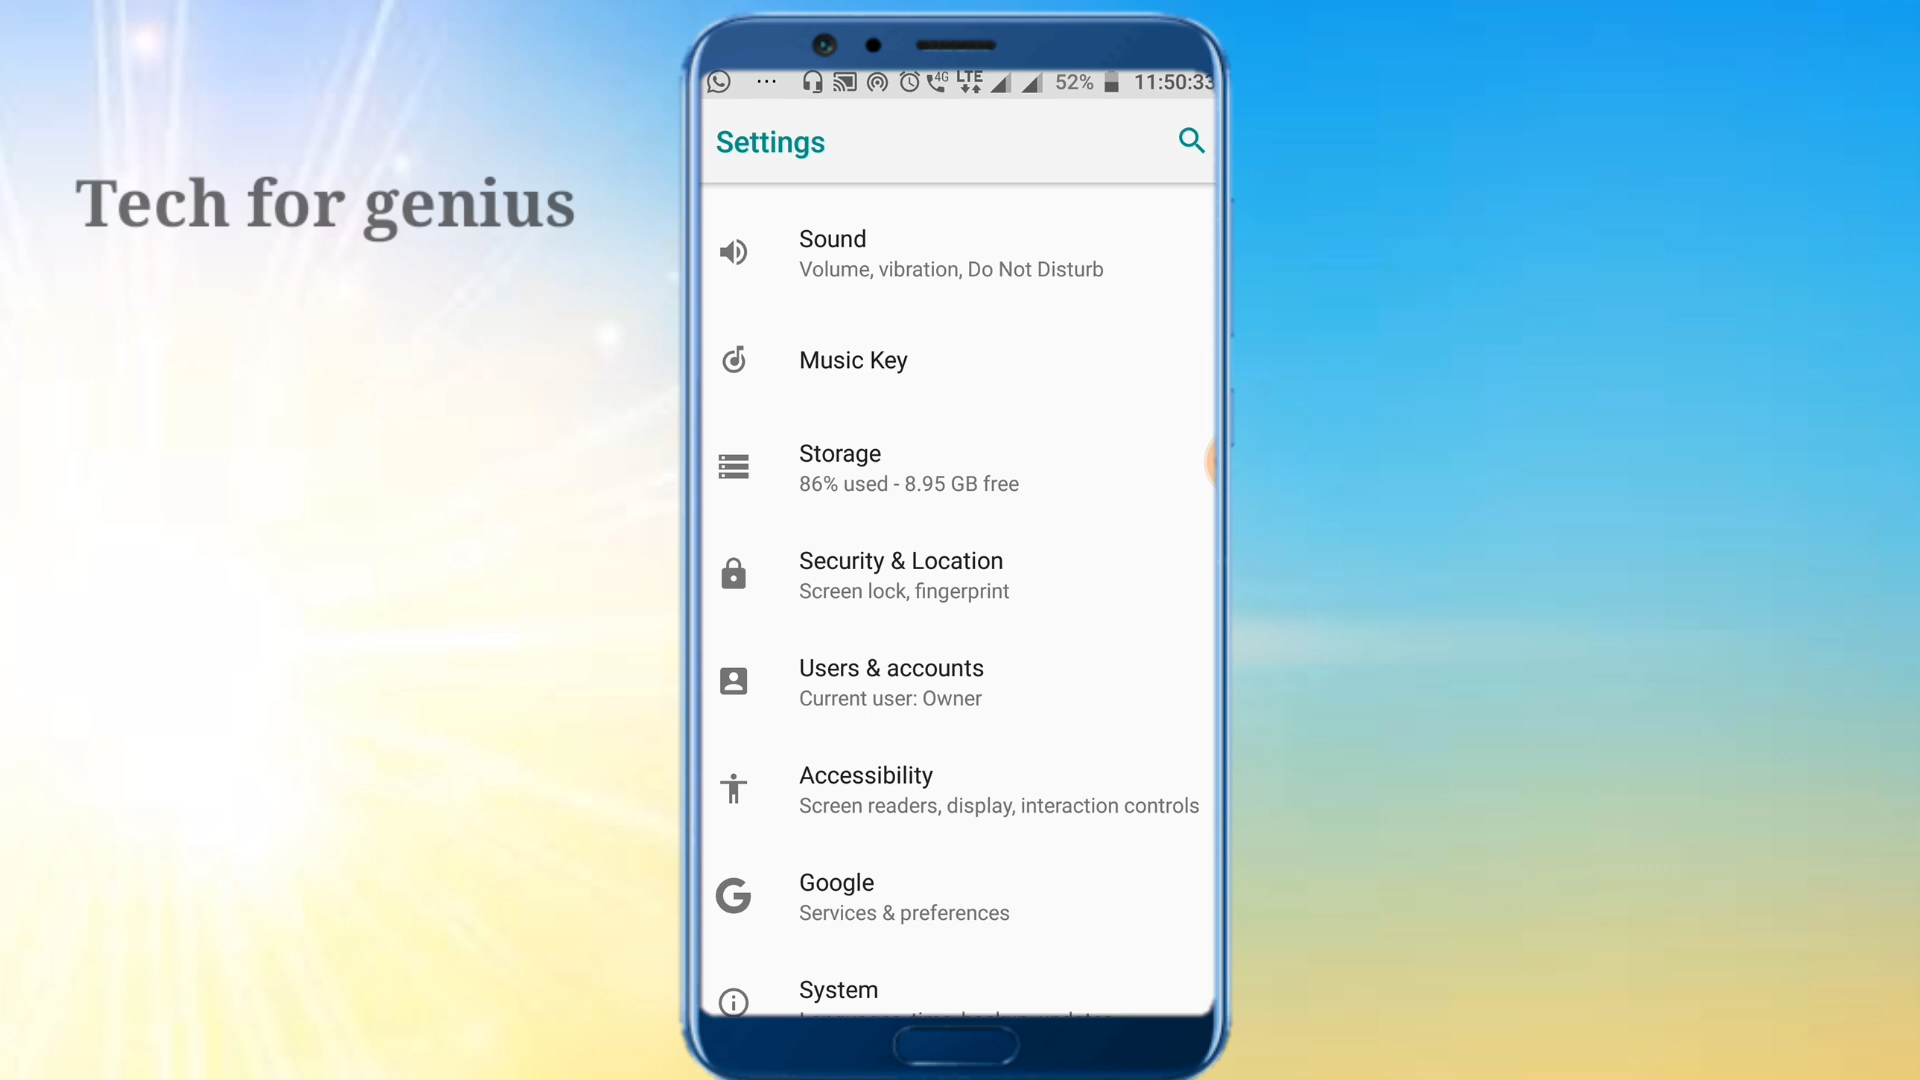 Tech for genius
4G LTE 52% 11:50:33
Settings
Sound
Volume, vibration, Do Not Disturb
Music Key
Storage
86% used - 8.95 GB free
Security & Location
Screen lock, fingerprint
Users & accounts
Current user: Owner
Accessibility
Screen readers, display, interaction controls
Google
Services & preferences
System